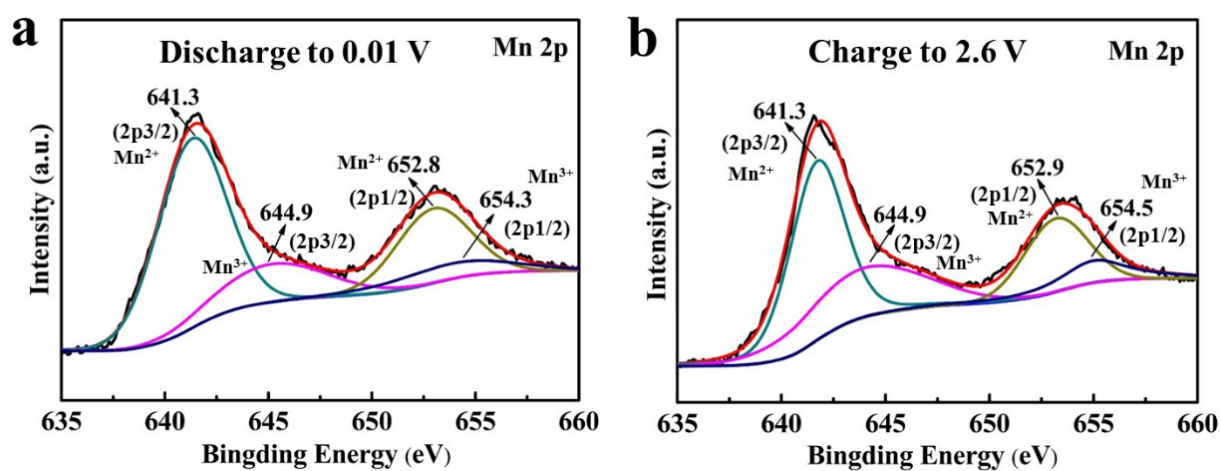 a
Discharge to 0.01 V
Mn 2p
641.3
(2p3/2)
Mn²⁺
644.9
(2p3/2)
Mn³⁺
Mn²⁺ 652.8
(2p1/2)
Mn³⁺
654.3
(2p1/2)
Intensity (a.u.)
635 640 645 650 655 660
Bingding Energy (eV)
b
Charge to 2.6 V
Mn 2p
641.3
(2p3/2)
Mn²⁺
644.9
(2p3/2)
Mn³⁺
652.9
(2p1/2)
Mn²⁺
Mn³⁺
654.5
(2p1/2)
Intensity (a.u.)
635 640 645 650 655 660
Bingding Energy (eV)